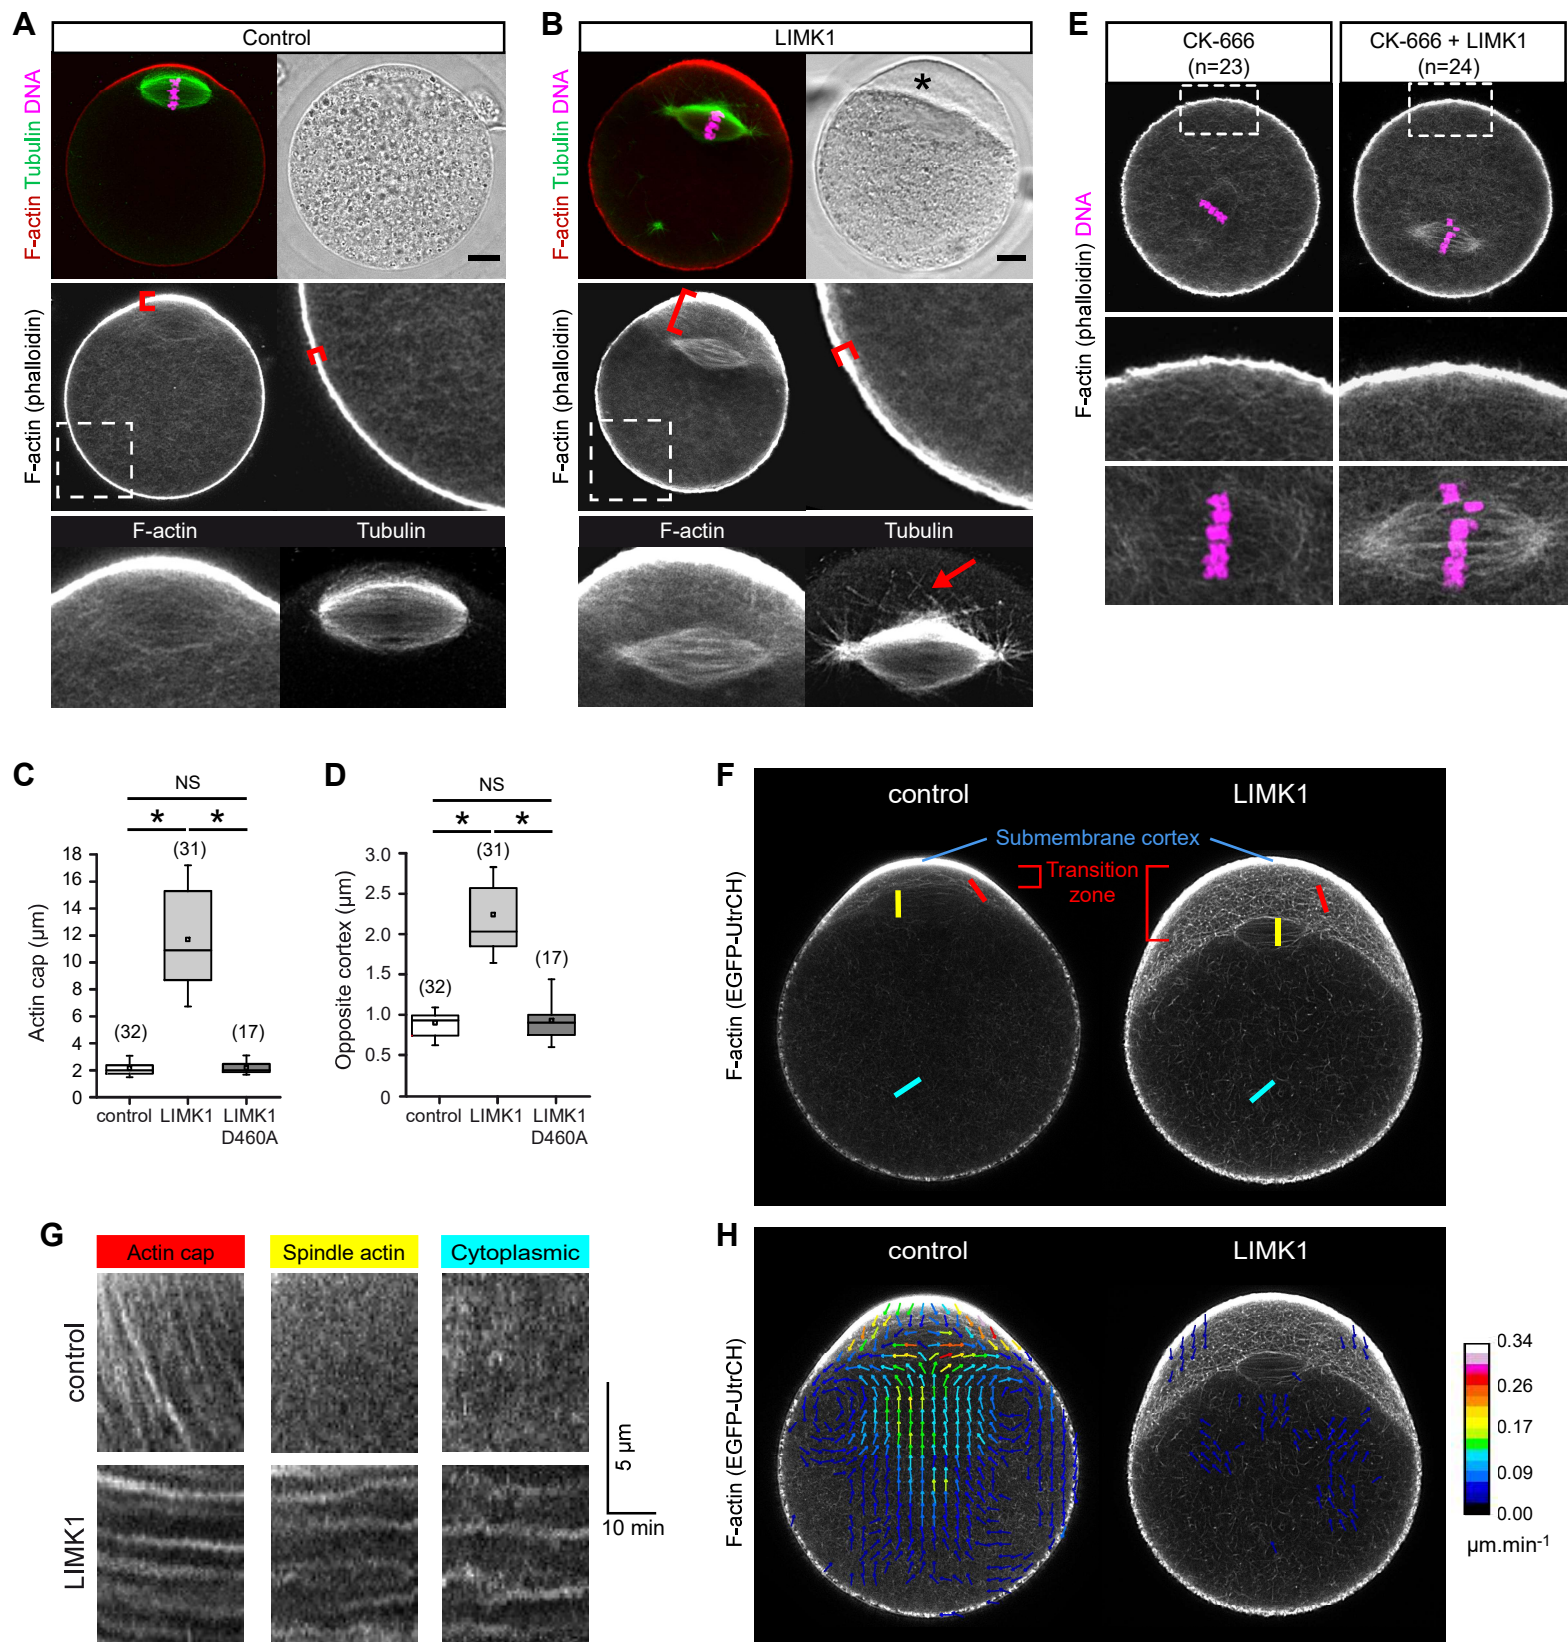 A
Control
F-actin Tubulin DNA
F-actin (phalloidin)
F-actin
Tubulin
B
LIMK1
F-actin Tubulin DNA
*
F-actin (phalloidin)
F-actin
Tubulin
E
CK-666
(n=23)
CK-666 + LIMK1
(n=24)
F-actin (phalloidin) DNA
C
NS
*
*
Actin cap (µm)
18
16
14
12
10
8
6
4
2
0
(32)
(31)
(17)
control
LIMK1
LIMK1
D460A
D
NS
*
*
Opposite cortex (µm)
3.0
2.5
2.0
1.5
1.0
0.5
0
(32)
(31)
(17)
control
LIMK1
LIMK1
D460A
F
control
LIMK1
Submembrane cortex
Transition
zone
F-actin (EGFP-UtrCH)
G
Actin cap
Spindle actin
Cytoplasmic
control
LIMK1
5 µm
10 min
H
control
LIMK1
F-actin (EGFP-UtrCH)
0.34
0.26
0.17
0.09
0.00
µm.min-1